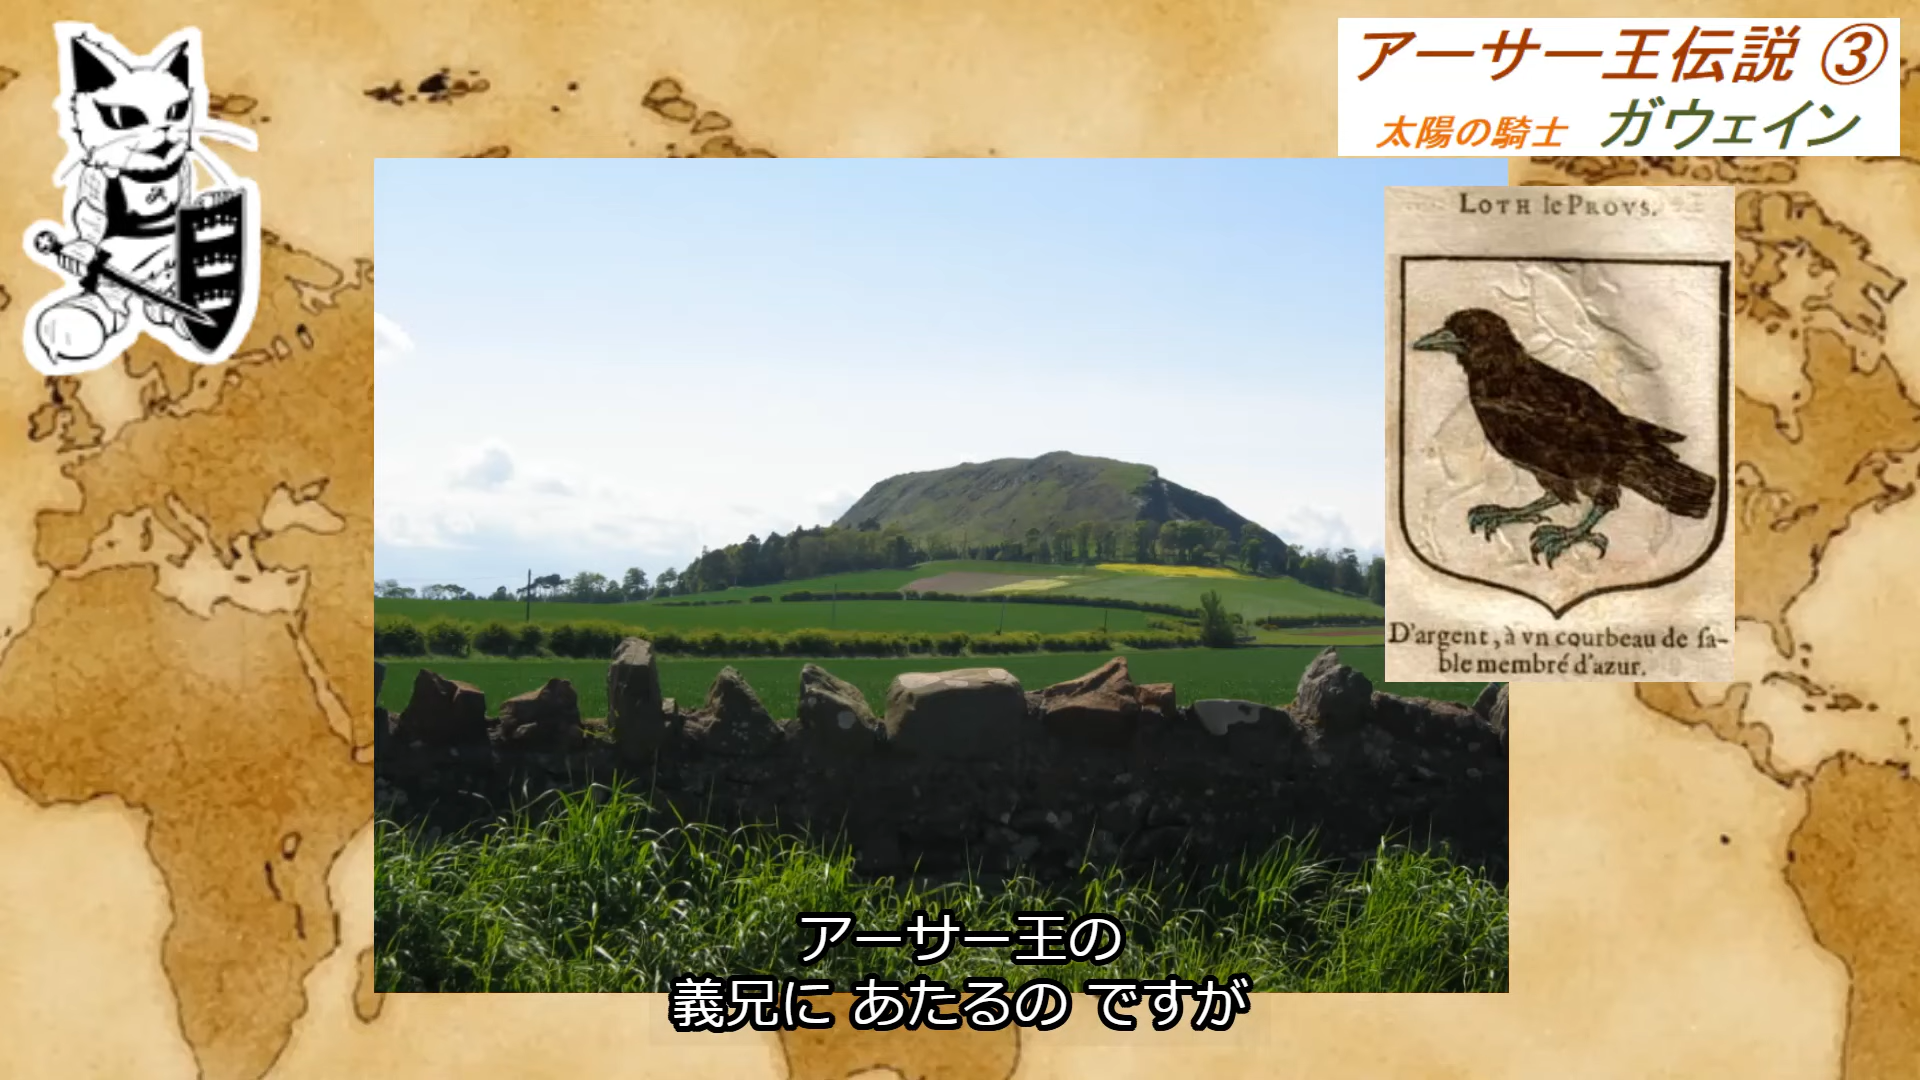 アーサー王伝説 ③
太陽の騎士 ガウェイン
LOTH le PROVS.
D'argent, à vn courbeau de ſa-
ble membré d'azur.
アーサー王の
義兄に あたるの ですが